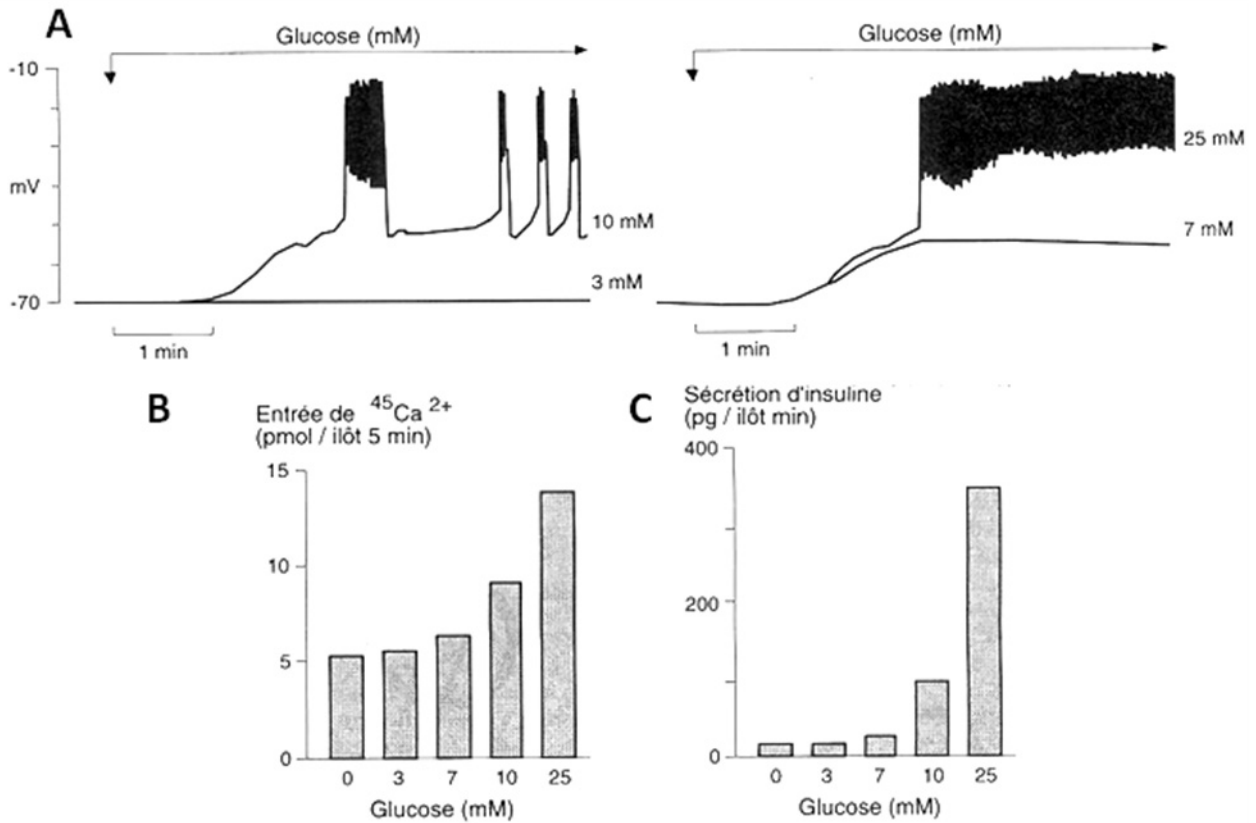 A
Glucose (mM)
-10
mV
-70
10 mM
3 mM
1 min
Glucose (mM)
25 mM
7 mM
1 min
B
Entrée de 45Ca 2+
(pmol / ilôt 5 min)
15
10
5
0
0 3 7 10 25
Glucose (mM)
C
Sécrétion d'insuline
(pg / ilôt min)
400
200
0
0 3 7 10 25
Glucose (mM)